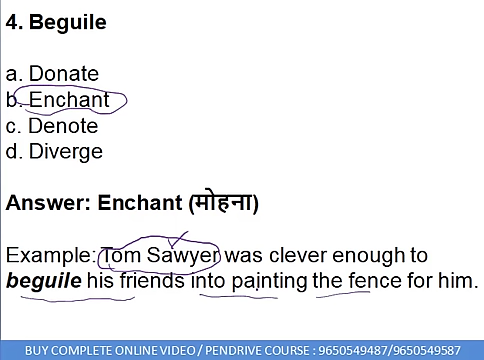 4. Beguile
a. Donate
b. Enchant
c. Denote
d. Diverge
Answer: Enchant (मोहना)
Example: Tom Sawyer was clever enough to
beguile his friends into painting the fence for him.
BUY COMPLETE ONLINE VIDEO / PENDRIVE COURSE : 9650549487/9650549587